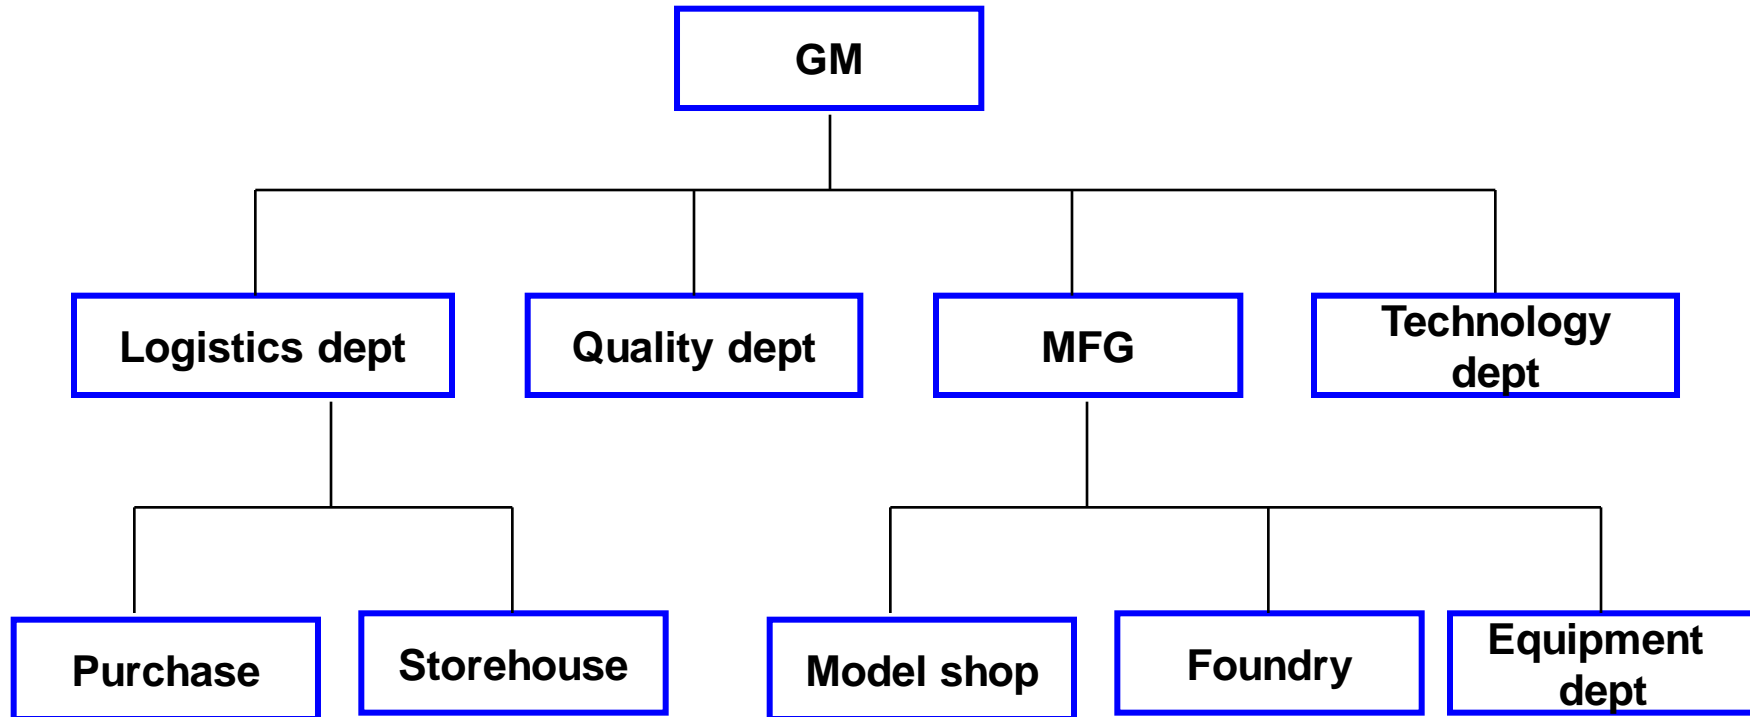 GM
Logistics dept
Quality dept
MFG
Technology
dept
Purchase
Storehouse
Model shop
Foundry
Equipment
dept